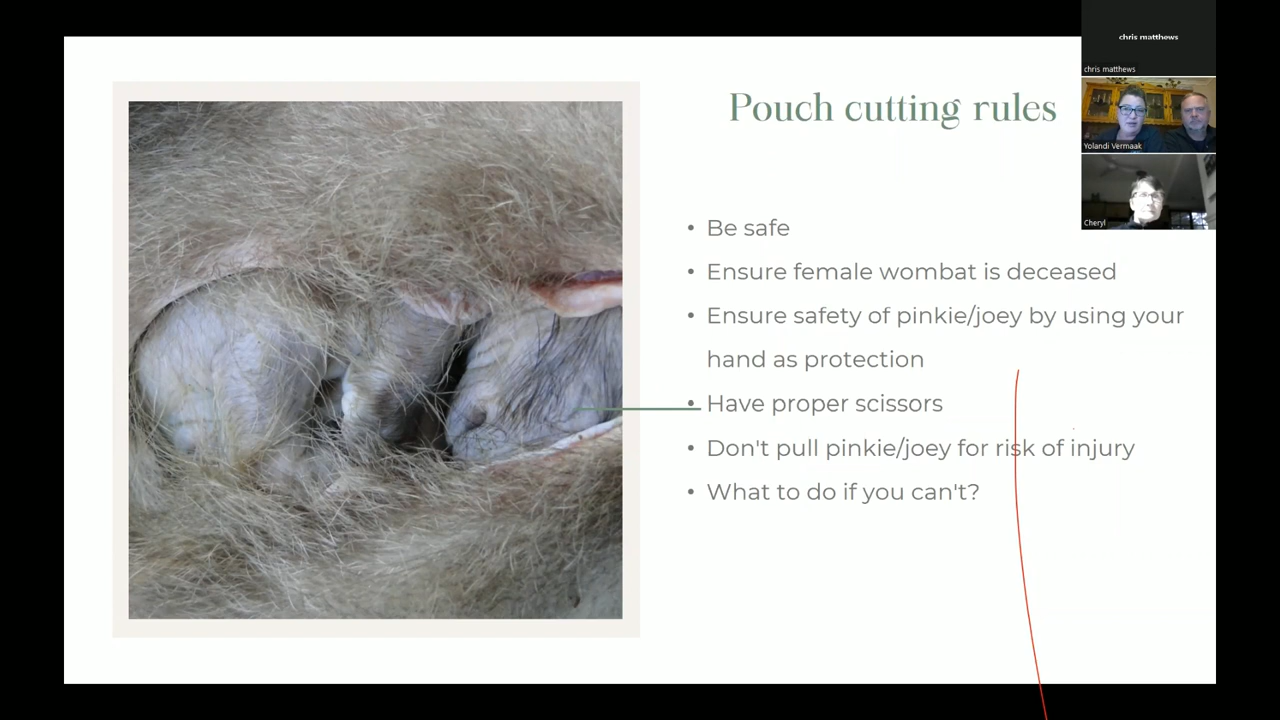 Pouch cutting rules
• Be safe
• Ensure female wombat is deceased
• Ensure safety of pinkie/joey by using your
hand as protection
• Have proper scissors
• Don't pull pinkie/joey for risk of injury
• What to do if you can't?
chris matthews
chris matthews
Yolandi Vermaak
Cheryl